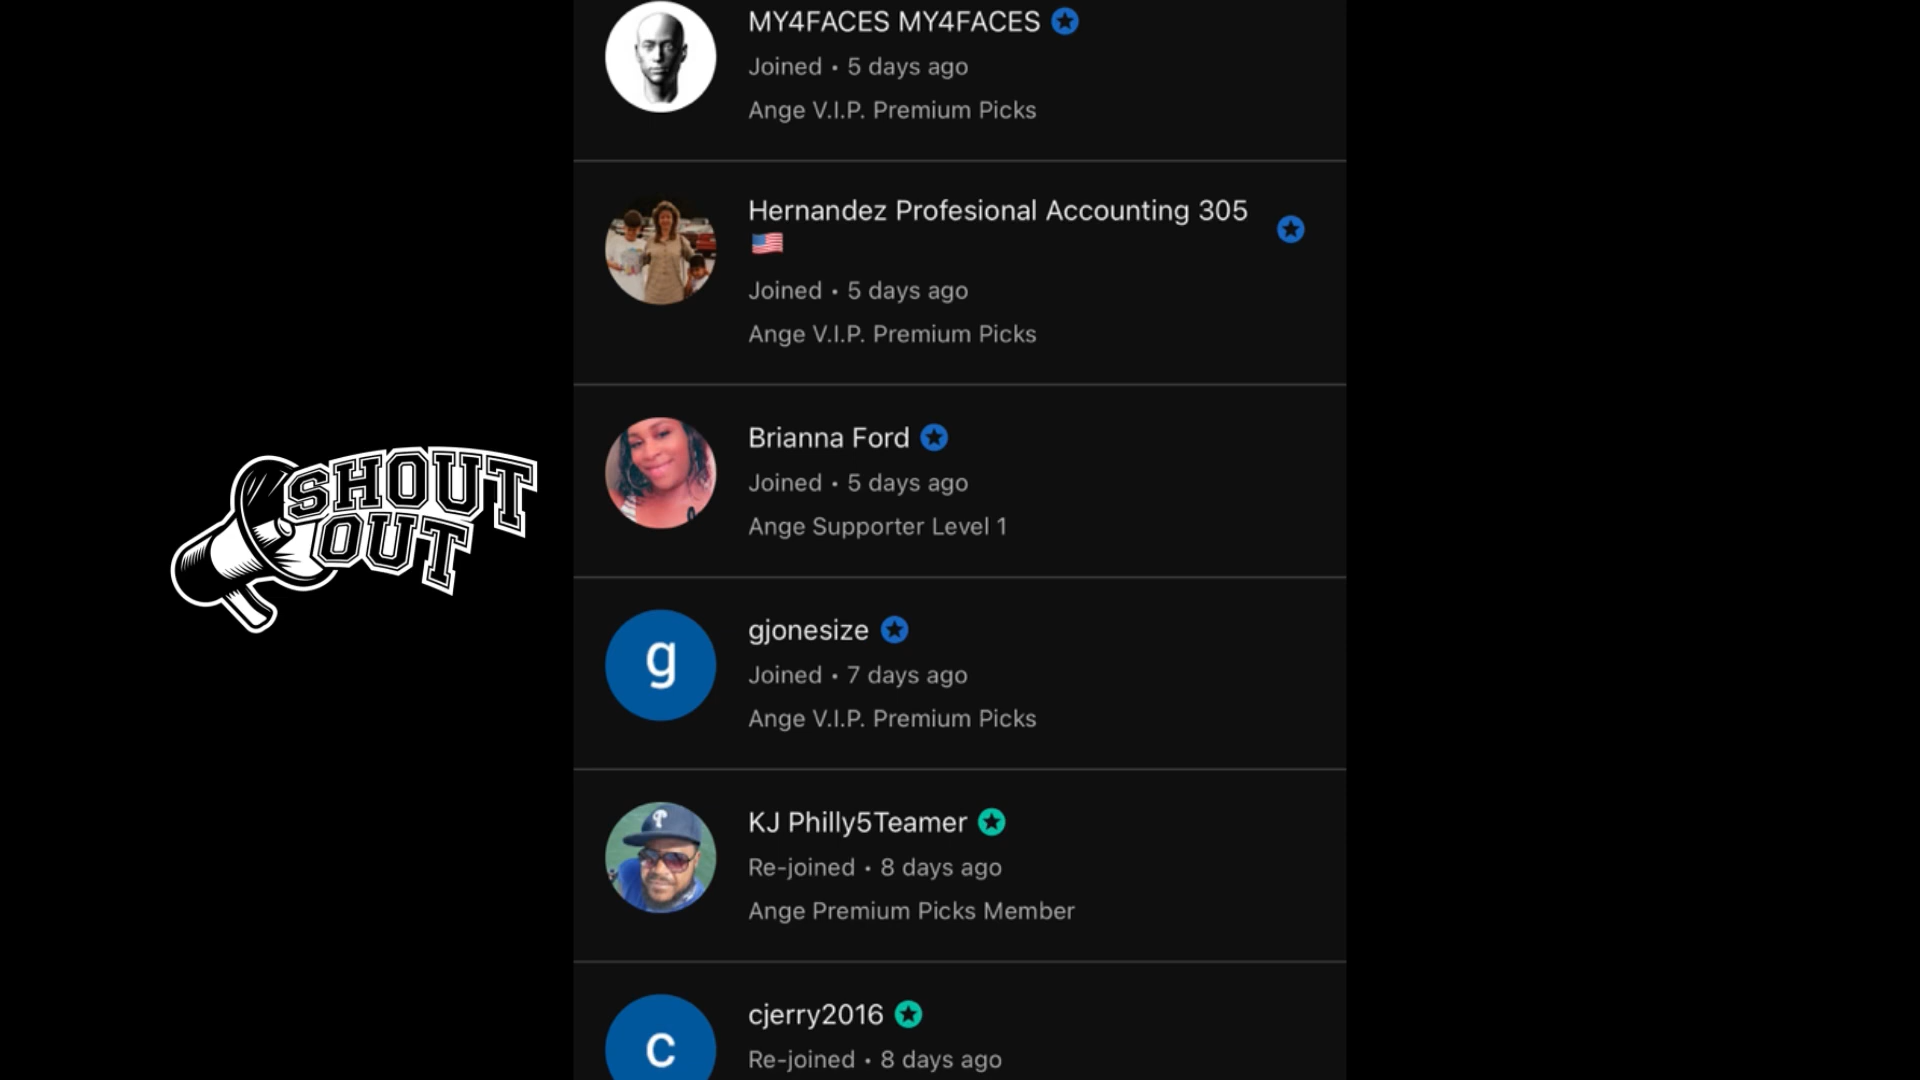 MY4FACES MY4FACES
Joined • 5 days ago
Ange V.I.P. Premium Picks
Hernandez Profesional Accounting 305
🇺🇸
Joined • 5 days ago
Ange V.I.P. Premium Picks
SHOUT
OUT
Brianna Ford
Joined • 5 days ago
Ange Supporter Level 1
g
gjonesize
Joined • 7 days ago
Ange V.I.P. Premium Picks
P
KJ Philly5Teamer
Re-joined • 8 days ago
Ange Premium Picks Member
c
cjerry2016
Re-joined • 8 days ago